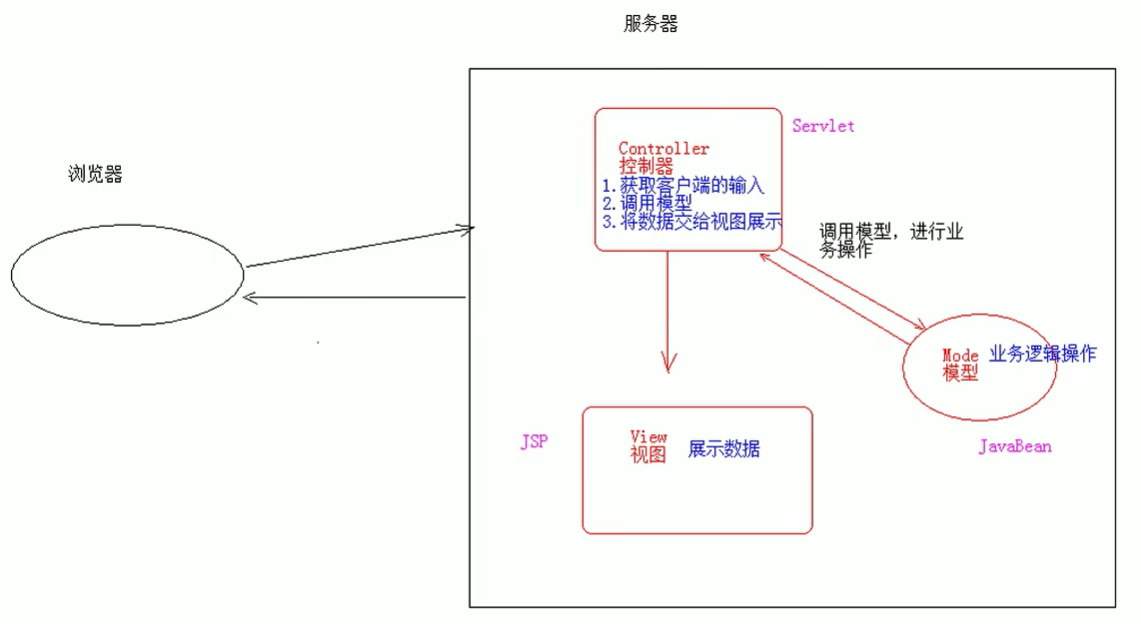 服务器
浏览器
Servlet
Controller
控制器
1.获取客户端的输入
2.调用模型
3.将数据交给视图展示
调用模型，进行业
务操作
Mode 业务逻辑操作
模型
JavaBean
JSP
View
视图 展示数据